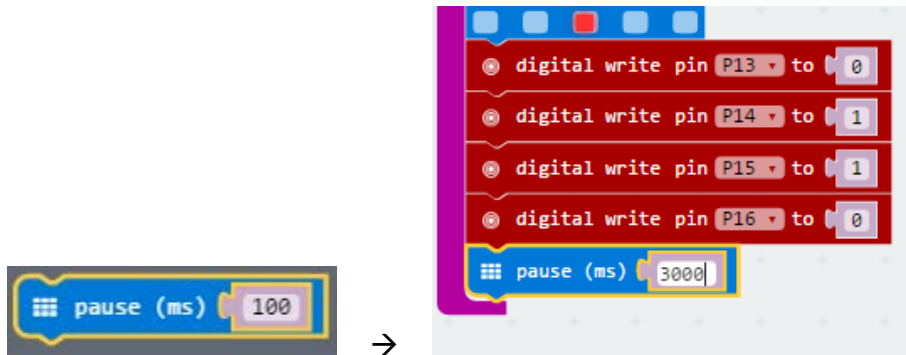 digital write pin P13 to 0
digital write pin P14 to 1
digital write pin P15 to 1
digital write pin P16 to 0
pause (ms) 3000
pause (ms) 100